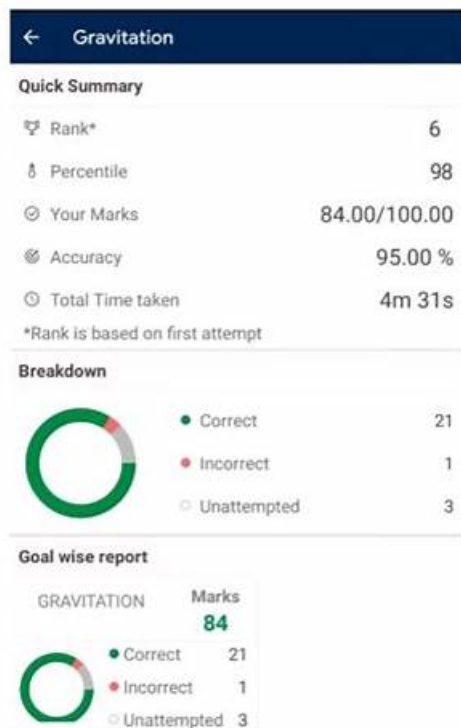 Gravitation
Quick Summary
Rank* 6
Percentile 98
Your Marks 84.00/100.00
Accuracy 95.00 %
Total Time taken 4m 31s
*Rank is based on first attempt
Breakdown
Correct 21
Incorrect 1
Unattempted 3
Goal wise report
GRAVITATION Marks
84
Correct 21
Incorrect 1
Unattempted 3